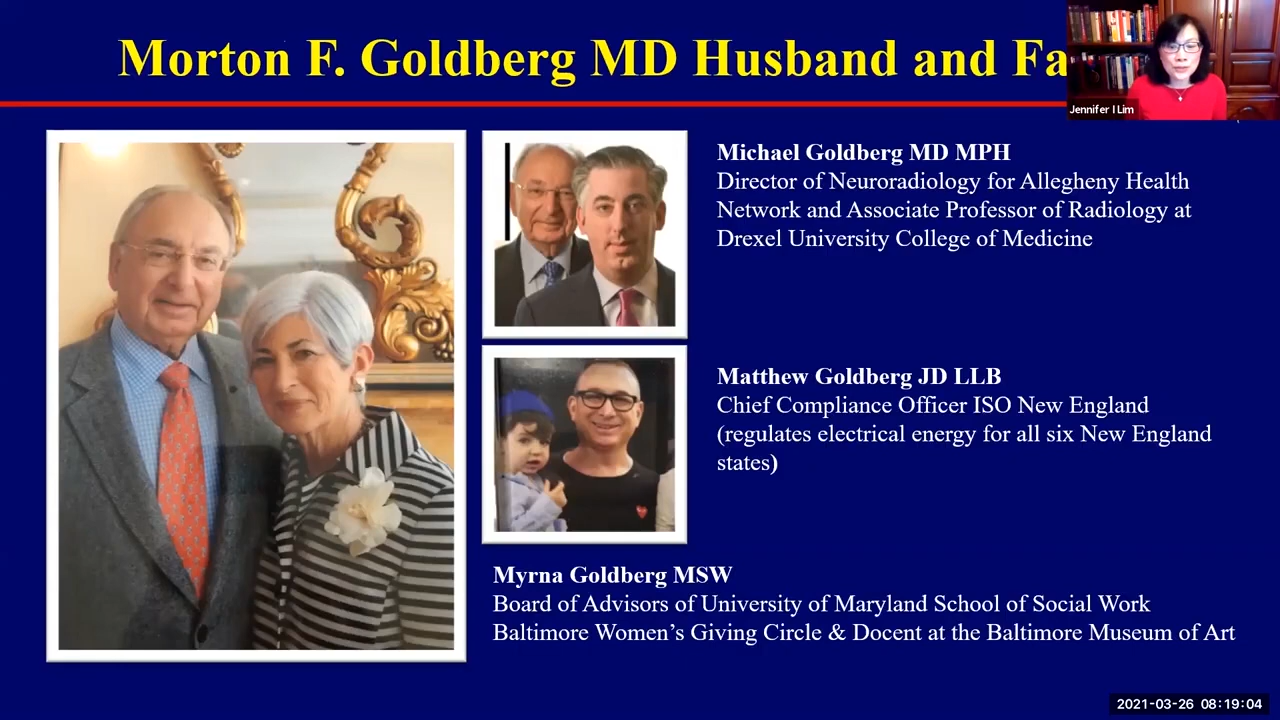 Morton F. Goldberg MD Husband and Fa
Jennifer I Lim
Michael Goldberg MD MPH
Director of Neuroradiology for Allegheny Health
Network and Associate Professor of Radiology at
Drexel University College of Medicine
Matthew Goldberg JD LLB
Chief Compliance Officer ISO New England
(regulates electrical energy for all six New England
states)
Myrna Goldberg MSW
Board of Advisors of University of Maryland School of Social Work
Baltimore Women’s Giving Circle & Docent at the Baltimore Museum of Art
2021-03-26 08:19:04